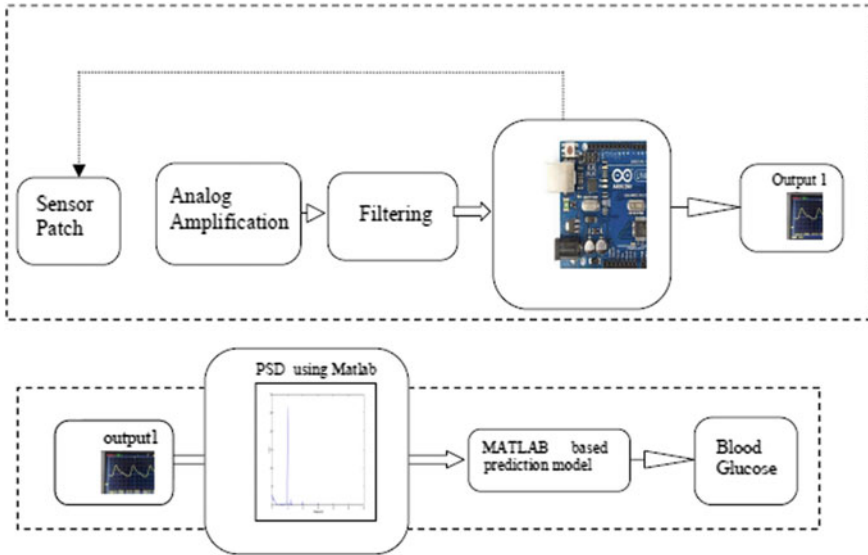 Sensor
Patch
Analog
Amplification
Filtering
Output 1
PSD using Matlab
output1
MATLAB based
prediction model
Blood
Glucose